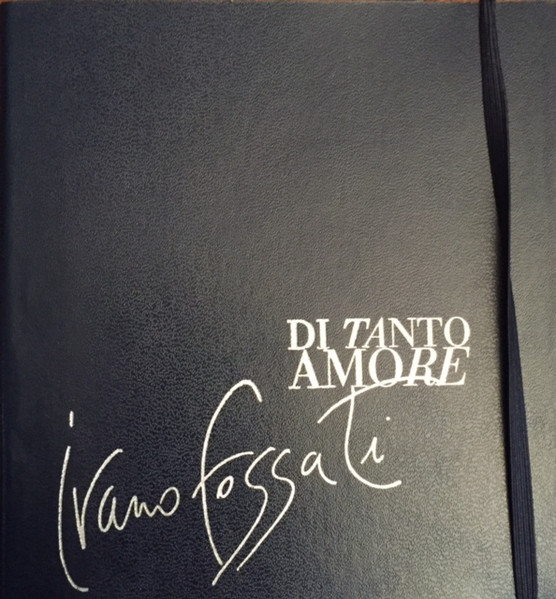 DI TANTO
AMORE
ivano fossati